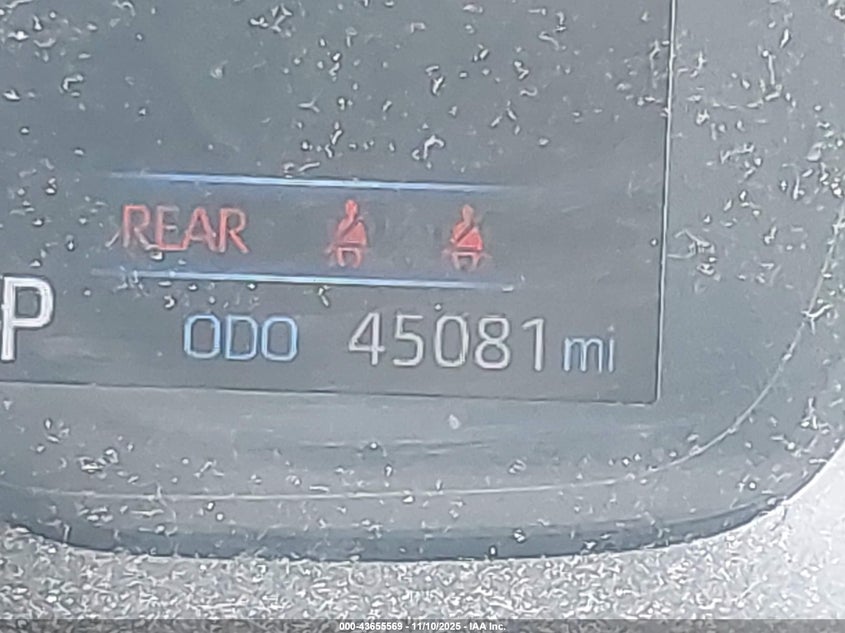 REAR
P
ODO 45081 mi
000-43655569 - 11/10/2025 - IAA Inc.